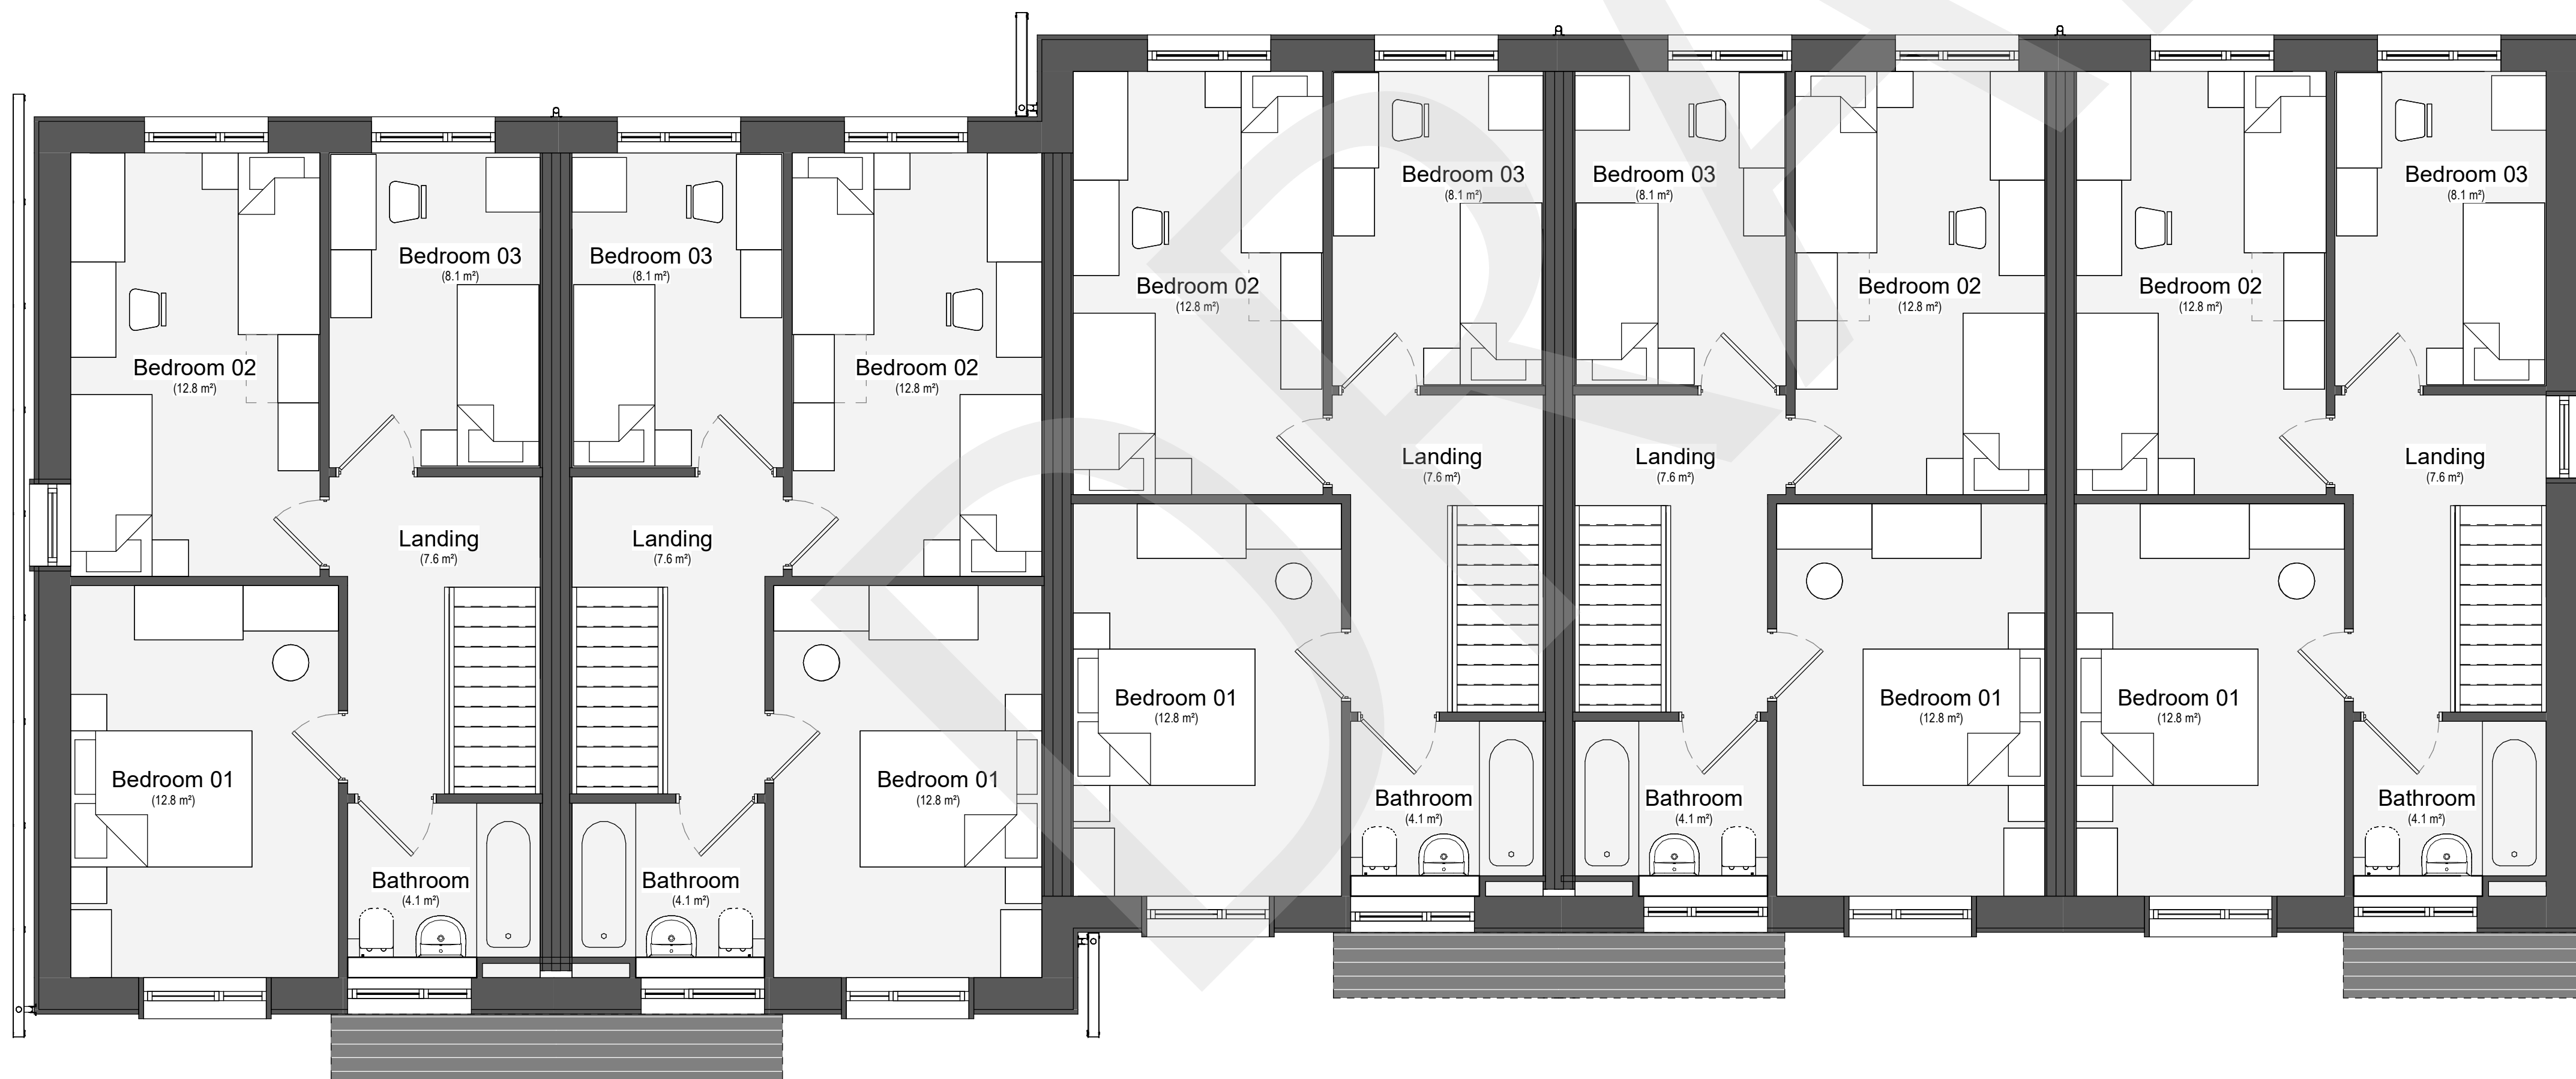 Bedroom 03
(8.1 m²)
Bedroom 03
(8.1 m²)
Bedroom 03
(8.1 m²)
Bedroom 03
(8.1 m²)
Bedroom 03
(8.1 m²)
Bedroom 02
(12.8 m²)
Bedroom 02
(12.8 m²)
Bedroom 02
(12.8 m²)
Bedroom 02
(12.8 m²)
Bedroom 02
(12.8 m²)
Landing
(7.6 m²)
Landing
(7.6 m²)
Landing
(7.6 m²)
Landing
(7.6 m²)
Landing
(7.6 m²)
Bedroom 01
(12.8 m²)
Bedroom 01
(12.8 m²)
Bedroom 01
(12.8 m²)
Bedroom 01
(12.8 m²)
Bedroom 01
(12.8 m²)
Bathroom
(4.1 m²)
Bathroom
(4.1 m²)
Bathroom
(4.1 m²)
Bathroom
(4.1 m²)
Bathroom
(4.1 m²)
DRA